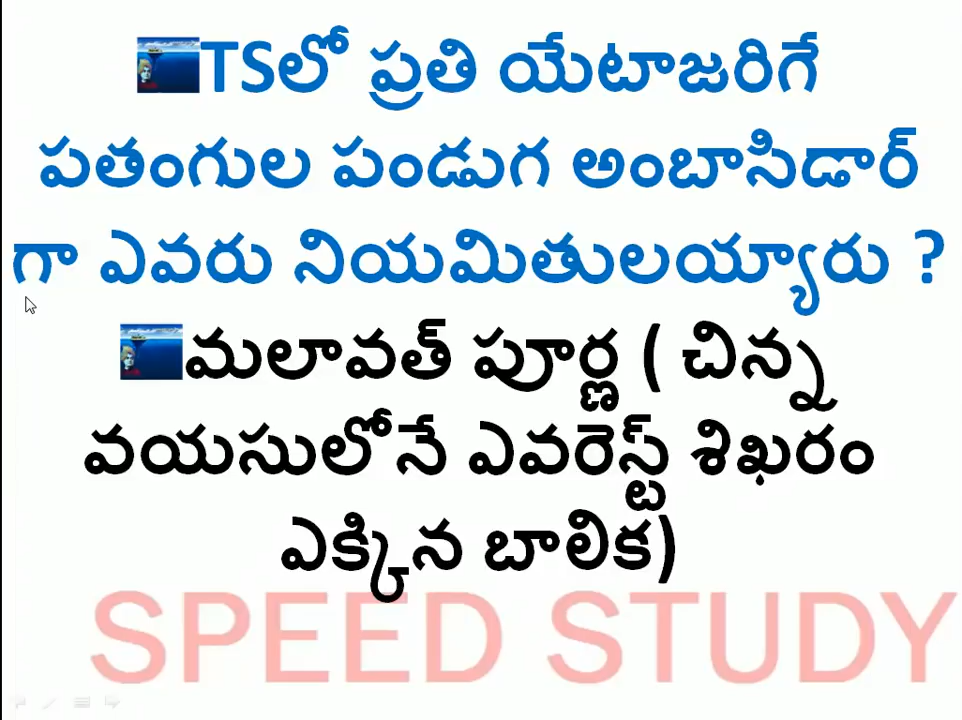 TSలో ప్రతి యేటాజరిగే
పతంగుల పండుగ అంబాసిడార్
గా ఎవరు నియమితులయ్యారు ?
మలావత్ పూర్ణ ( చిన్న
వయసులోనే ఎవరెస్ట్ శిఖరం
ఎక్కిన బాలిక)
SPEED STUDY